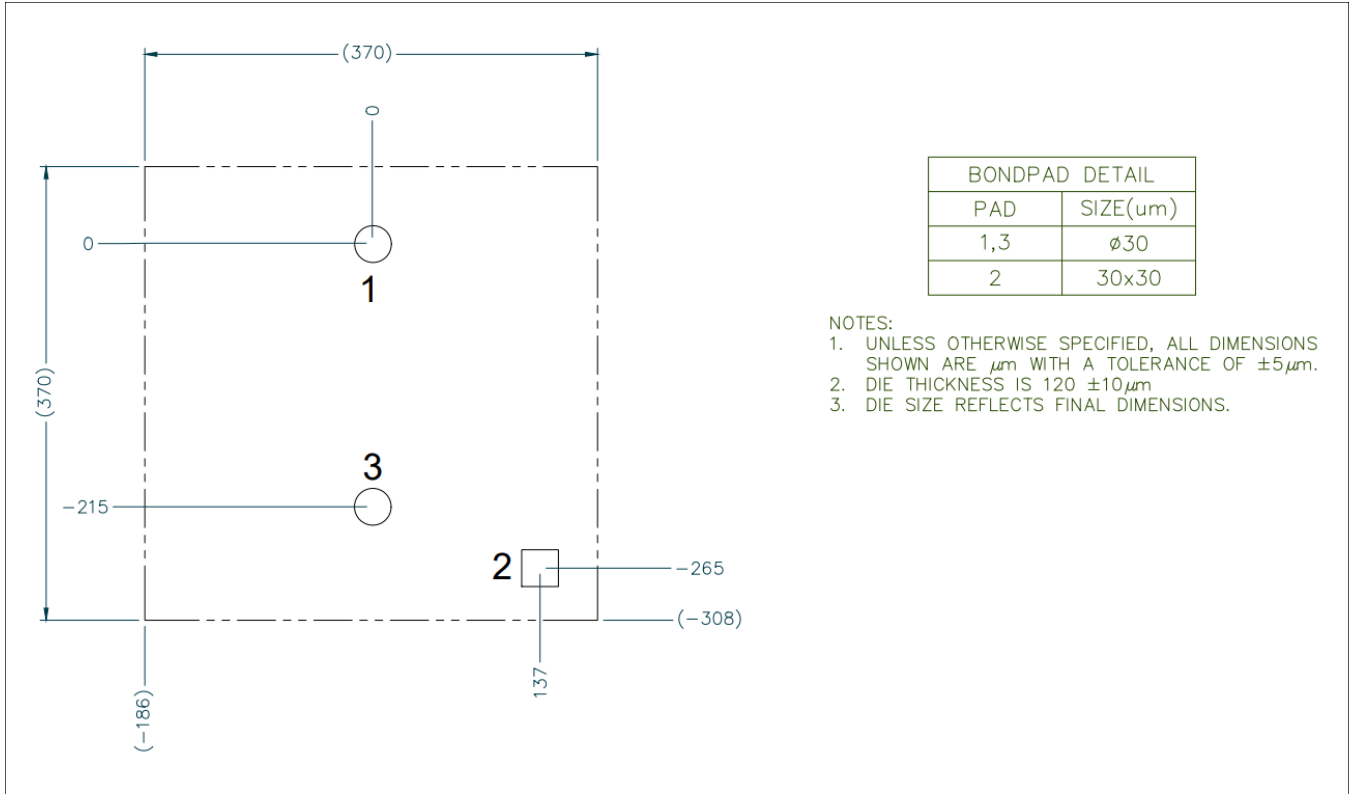 (370)
0
0
1
(370)
3
-215
2
-265
(-308)
137
(-186)
BONDPAD DETAIL
PAD SIZE(um)
1,3 ø30
2 30x30
NOTES:
1. UNLESS OTHERWISE SPECIFIED, ALL DIMENSIONS
SHOWN ARE µm WITH A TOLERANCE OF ±5µm.
2. DIE THICKNESS IS 120 ±10µm
3. DIE SIZE REFLECTS FINAL DIMENSIONS.